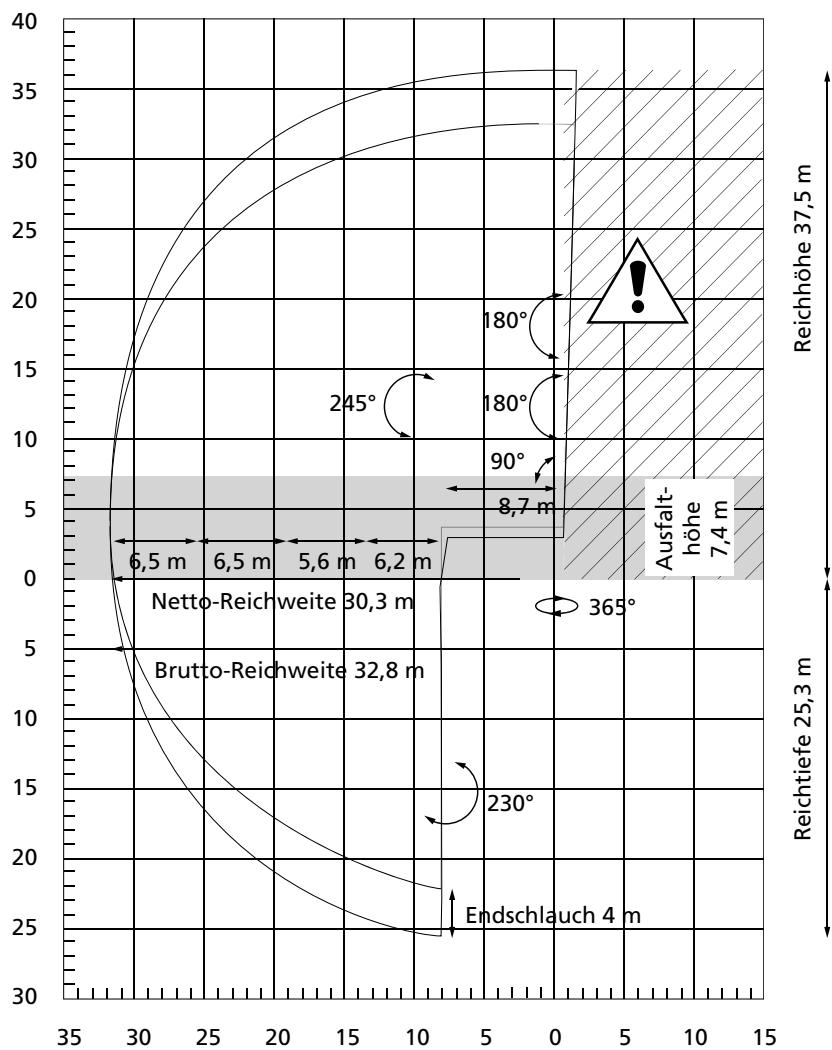 40
35
30
25
20
15
10
5
0
5
10
15
20
25
30
35 30 25 20 15 10 5 0 5 10 15
180°
245°
180°
90°
8,7 m
6,5 m 6,5 m 5,6 m 6,2 m
Ausfalt-
höhe
7,4 m
!
Netto-Reichweite 30,3 m
365°
Brutto-Reichweite 32,8 m
230°
Endschlauch 4 m
Reichhöhe 37,5 m
Reichtiefe 25,3 m